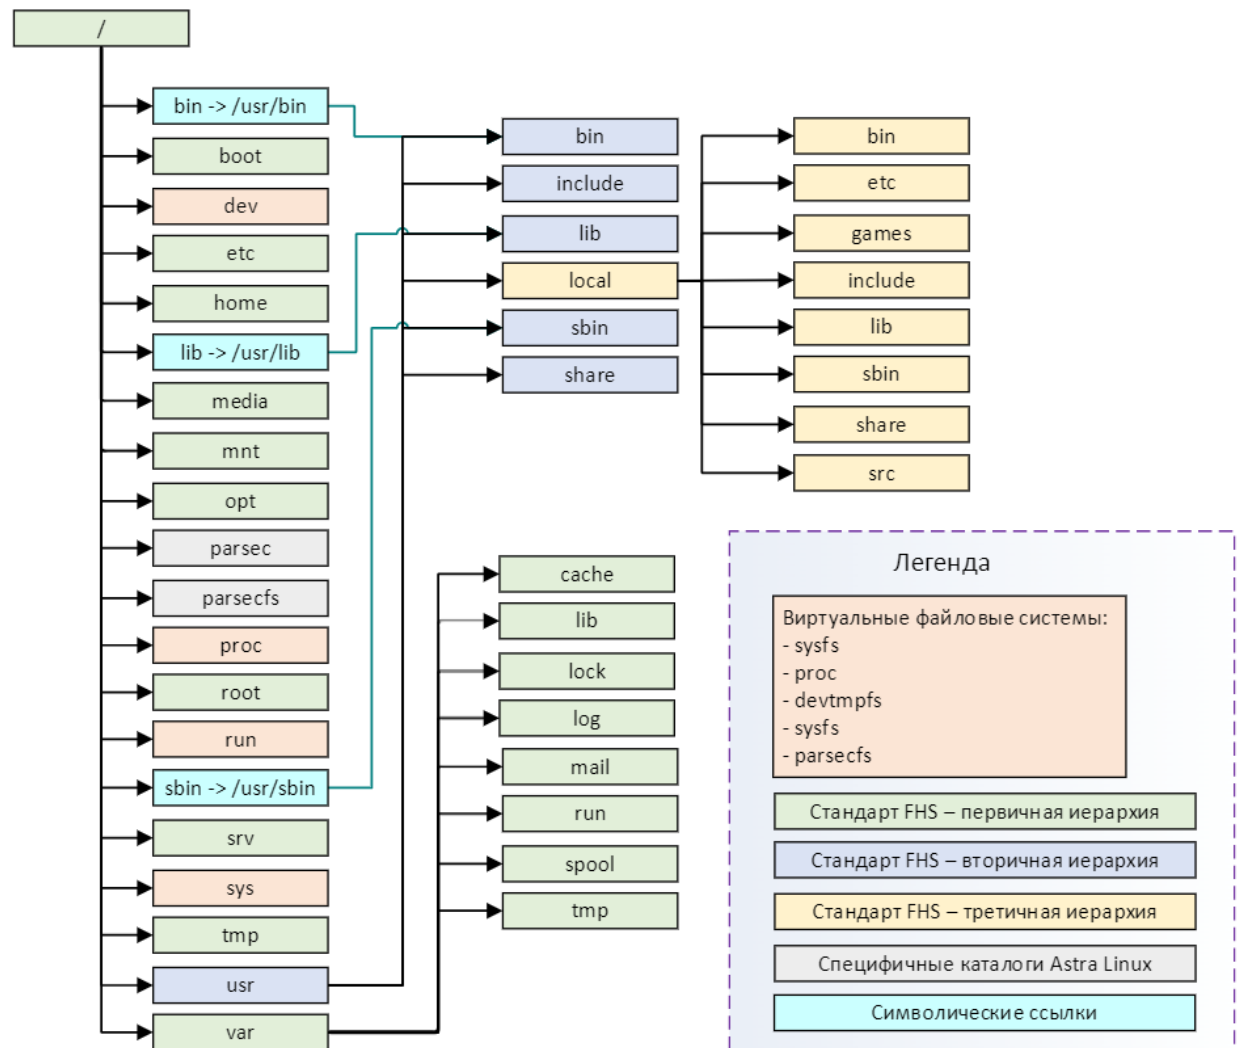 /
bin -> /usr/bin
boot
dev
etc
home
lib -> /usr/lib
media
mnt
opt
parsec
parsecfs
proc
root
run
sbin -> /usr/sbin
srv
sys
tmp
usr
var
bin
include
lib
local
sbin
share
bin
etc
games
include
lib
sbin
share
src
cache
lib
lock
log
mail
run
spool
tmp
Легенда
Виртуальные файловые системы:
- sysfs
- proc
- devtmpfs
- sysfs
- parsecfs
Стандарт FHS – первичная иерархия
Стандарт FHS – вторичная иерархия
Стандарт FHS – третичная иерархия
Специфичные каталоги Astra Linux
Символические ссылки